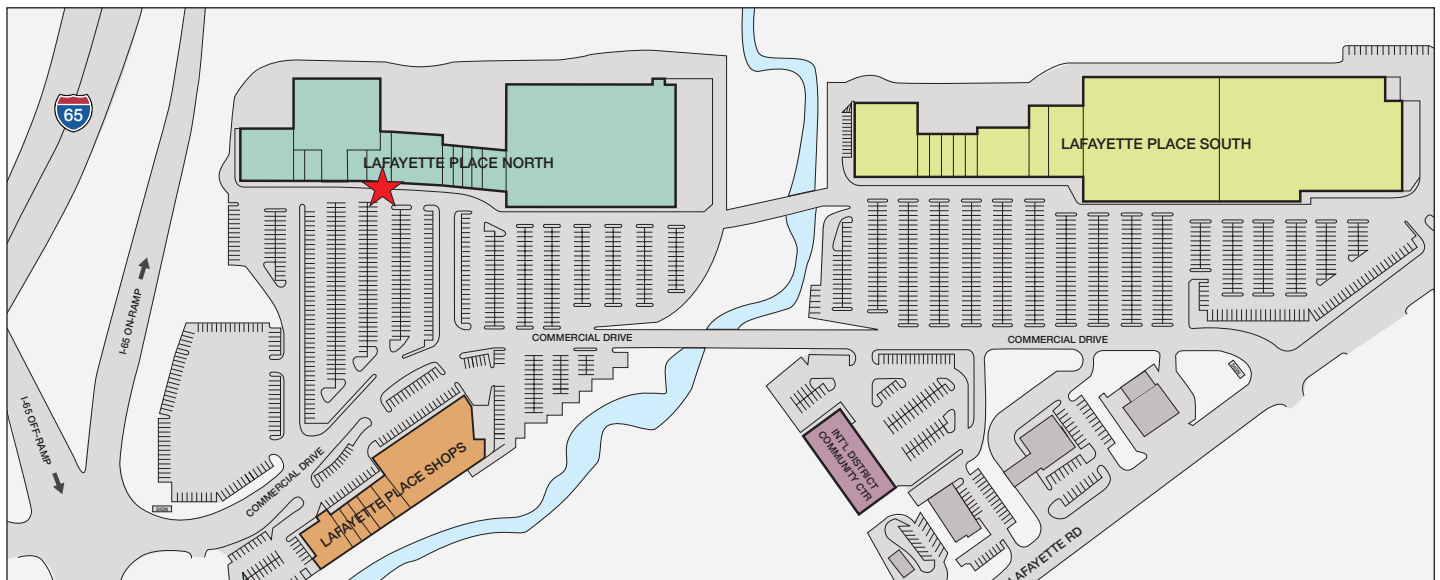 65
LAFAYETTE PLACE NORTH
LAFAYETTE PLACE SOUTH
I-65 ON-RAMP
COMMERCIAL DRIVE
COMMERCIAL DRIVE
SIGN
I-65 OFF-RAMP
INT'L DISTRICT
COMMUNITY CTR
LAFAYETTE PLACE SHOPS
COMMERCIAL DRIVE
SIGN
LAFAYETTE RD